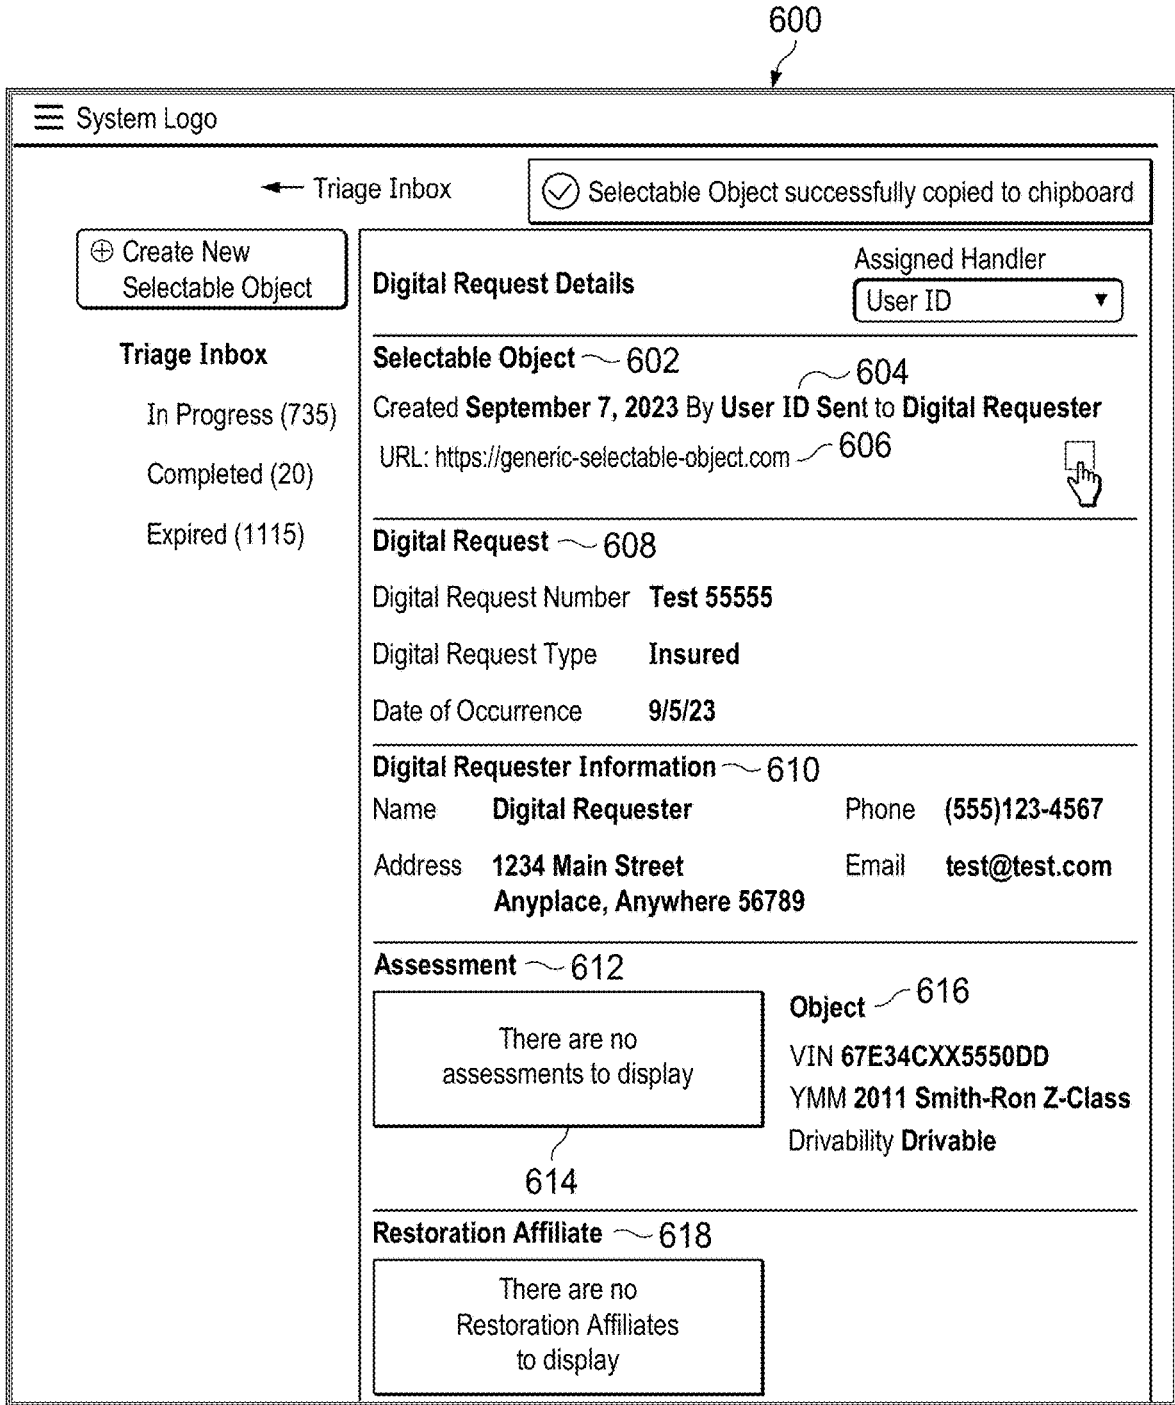 600
System Logo
Triage Inbox
Selectable Object successfully copied to chipboard
Create New
Selectable Object
Triage Inbox
In Progress (735)
Completed (20)
Expired (1115)
Digital Request Details
Assigned Handler
User ID
Selectable Object 602
604
Created September 7, 2023 By User ID Sent to Digital Requester
URL: https://generic-selectable-object.com 606
Digital Request 608
Digital Request Number Test 55555
Digital Request Type Insured
Date of Occurrence 9/5/23
Digital Requester Information 610
Name Digital Requester Phone (555)123-4567
Address 1234 Main Street Email test@test.com
Anyplace, Anywhere 56789
Assessment 612
There are no
assessments to display
614
Object 616
VIN 67E34CXX5550DD
YMM 2011 Smith-Ron Z-Class
Drivability Drivable
Restoration Affiliate 618
There are no
Restoration Affiliates
to display